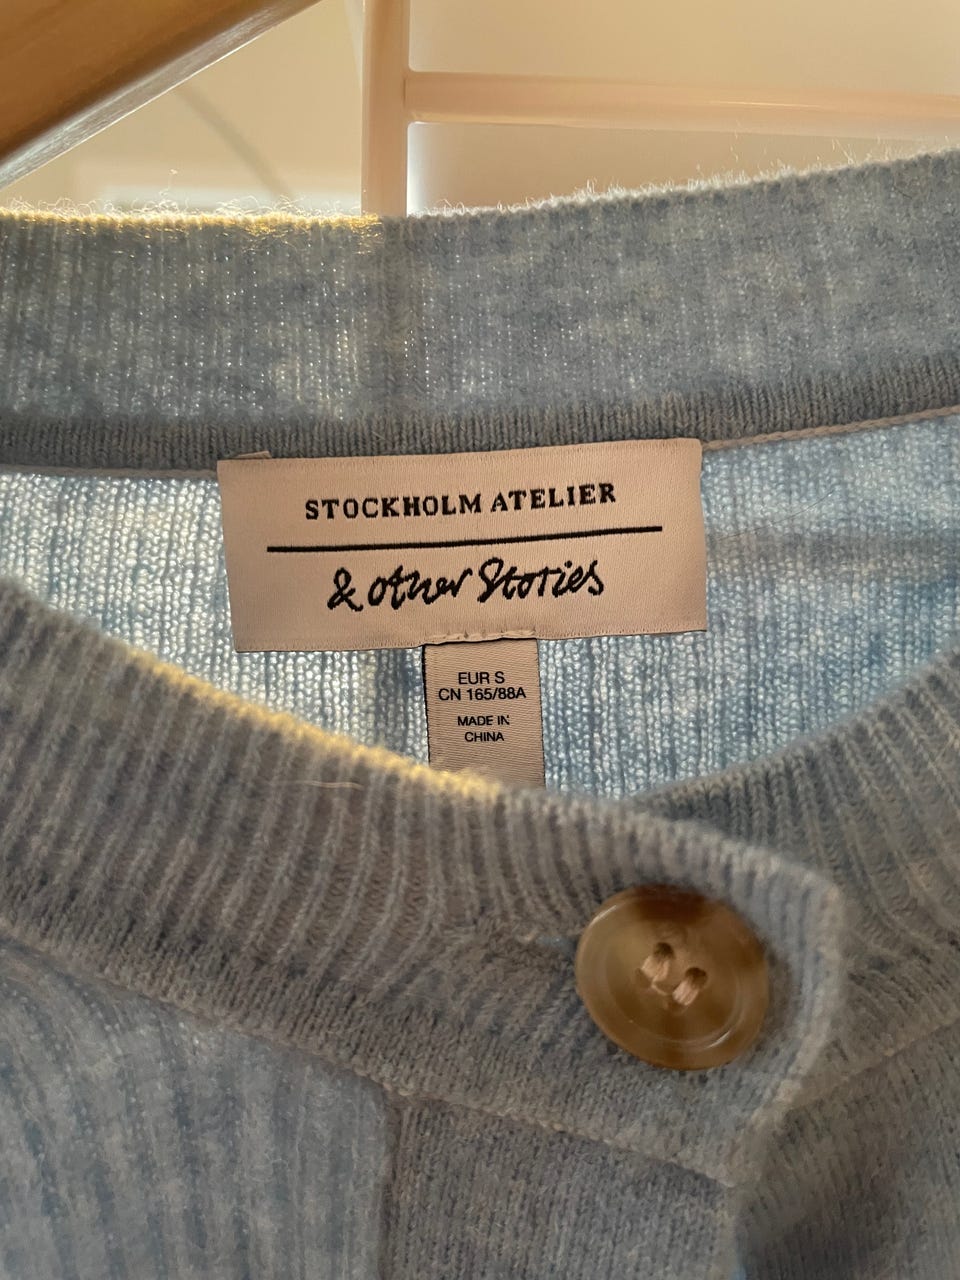 STOCKHOLM ATELIER
& other Stories
EUR S
CN 165/88A
MADE IN
CHINA